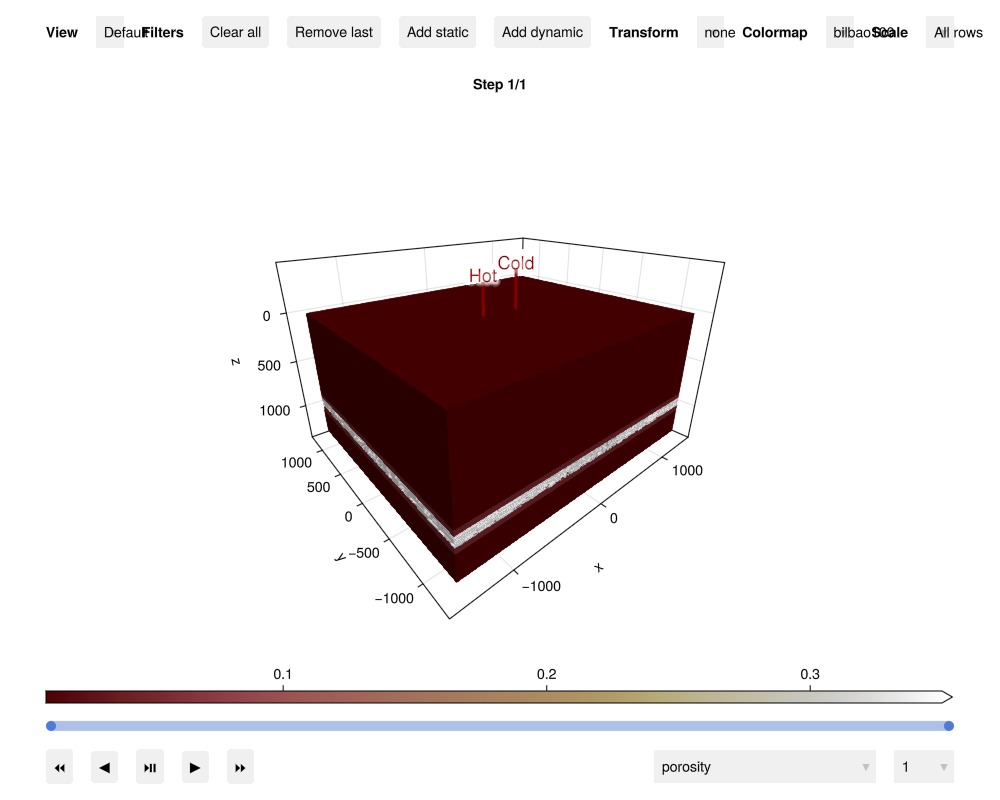 View Default Filters Clear all Remove last Add static Add dynamic Transform none Colormap bilbao100 Scale All rows
Step 1/1
Cold
Hot
0
z 500
1000
1000
500
0
y −500
−1000
1000
0
x
−1000
0.1 0.2 0.3
porosity 1